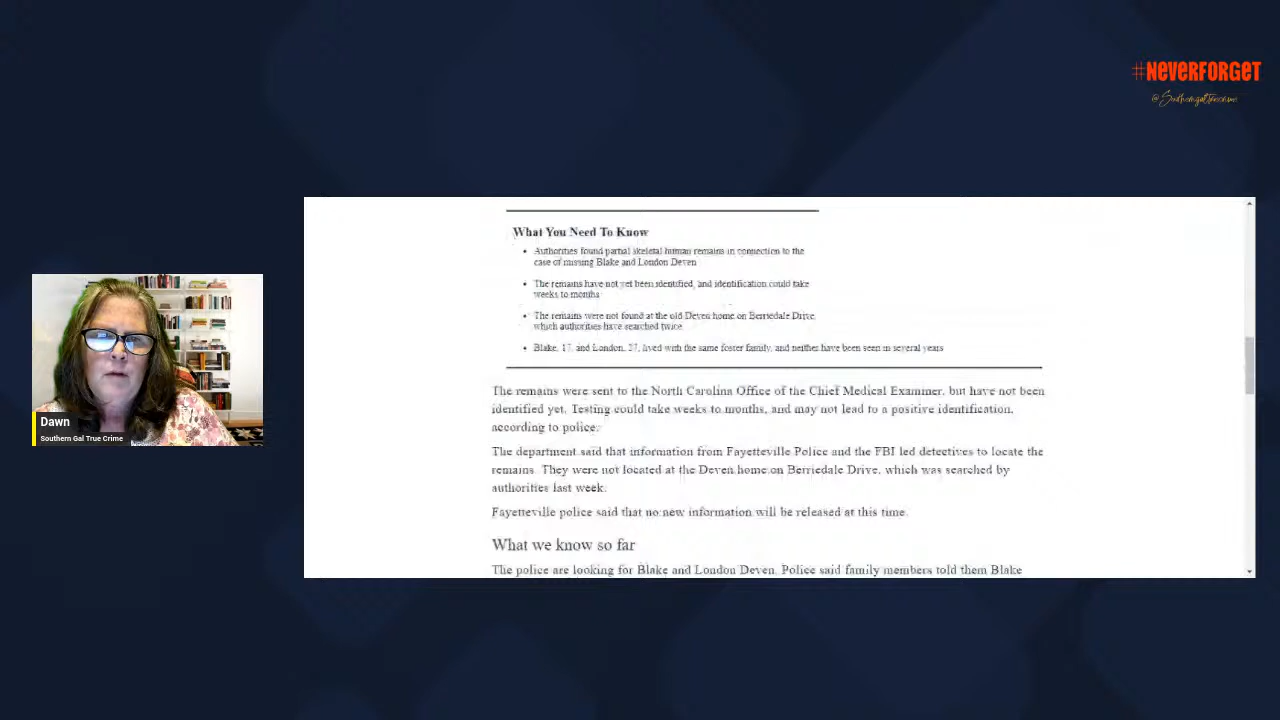 #NEVERFORGET
@Southerngaltruecrime
What You Need To Know
• Authorities found partial skeletal human remains in connection to the
case of missing Blake and London Deven
• The remains have not yet been identified, and identification could take
weeks to months
• The remains were not found at the old Deven home on Berriedale Drive,
which authorities have searched twice
• Blake, 17, and London, 27, lived with the same foster family, and neither have been seen in several years
The remains were sent to the North Carolina Office of the Chief Medical Examiner, but have not been
identified yet. Testing could take weeks to months, and may not lead to a positive identification,
according to police.
The department said that information from Fayetteville Police and the FBI led detectives to locate the
remains. They were not located at the Deven home on Berriedale Drive, which was searched by
authorities last week.
Fayetteville police said that no new information will be released at this time.
What we know so far
The police are looking for Blake and London Deven. Police said family members told them Blake
Dawn
Southern Gal True Crime